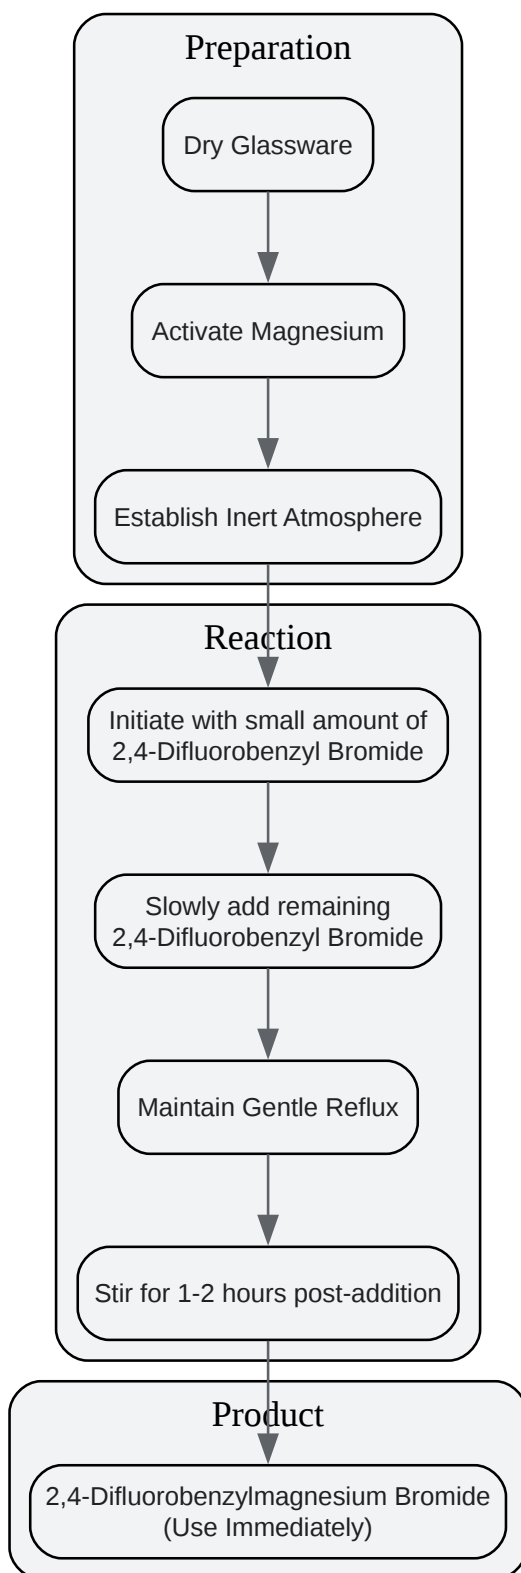 Preparation
Dry Glassware
Activate Magnesium
Establish Inert Atmosphere
Reaction
Initiate with small amount of
2,4-Difluorobenzyl Bromide
Slowly add remaining
2,4-Difluorobenzyl Bromide
Maintain Gentle Reflux
Stir for 1-2 hours post-addition
Product
2,4-Difluorobenzylmagnesium Bromide
(Use Immediately)